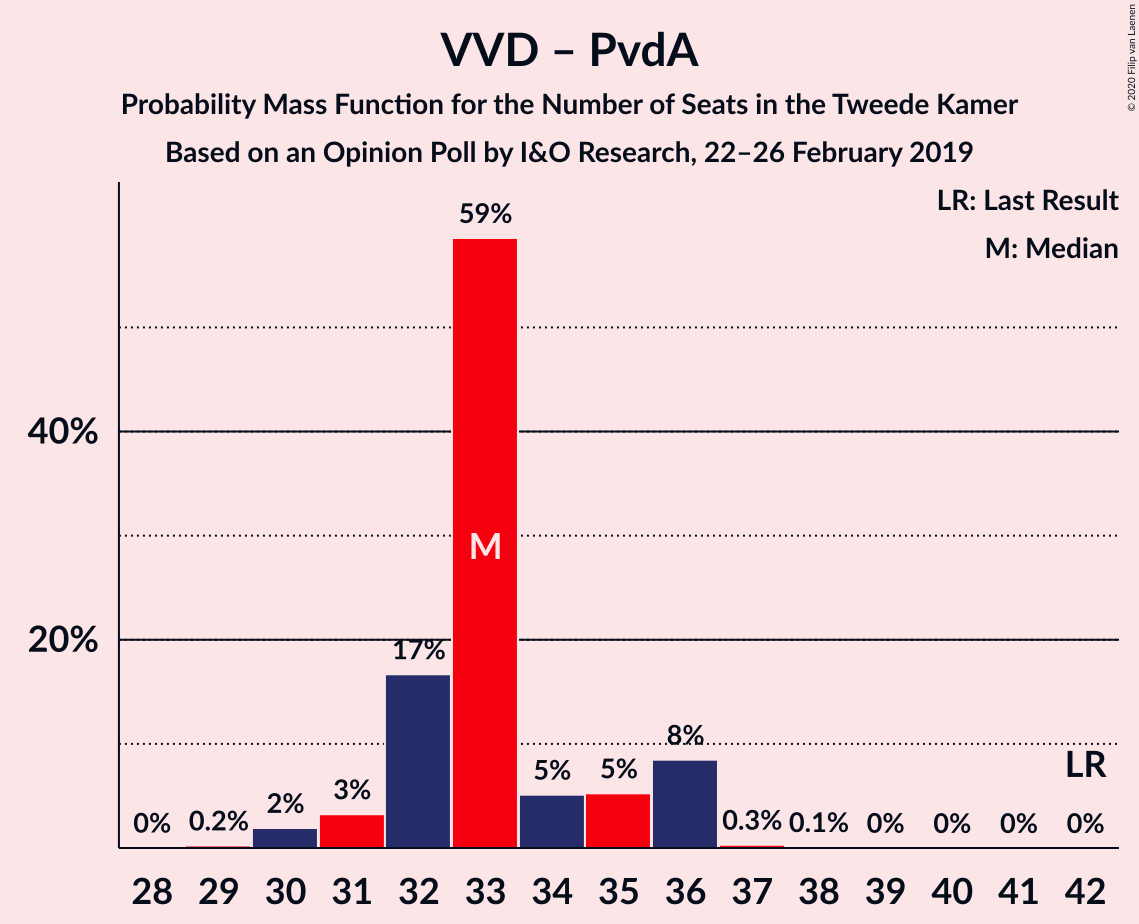 VVD – PvdA
Probability Mass Function for the Number of Seats in the Tweede Kamer
Based on an Opinion Poll by I&O Research, 22–26 February 2019
© 2020 Filip van Laenen
LR: Last Result
M: Median
40%
20%
0%
0.2%
2%
3%
17%
59%
M
5%
5%
8%
0.3%
0.1%
0%
0%
0%
0%
LR
28 29 30 31 32 33 34 35 36 37 38 39 40 41 42